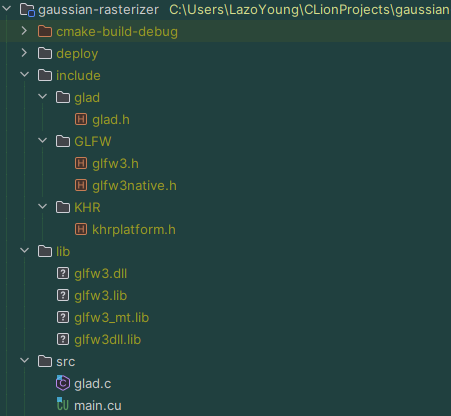 gaussian-rasterizer C:\Users\LazoYoung\CLionProjects\gaussian
cmake-build-debug
deploy
include
glad
H glad.h
GLFW
H glfw3.h
H glfw3native.h
KHR
H khrplatform.h
lib
? glfw3.dll
? glfw3.lib
? glfw3_mt.lib
? glfw3dll.lib
src
C glad.c
CU main.cu